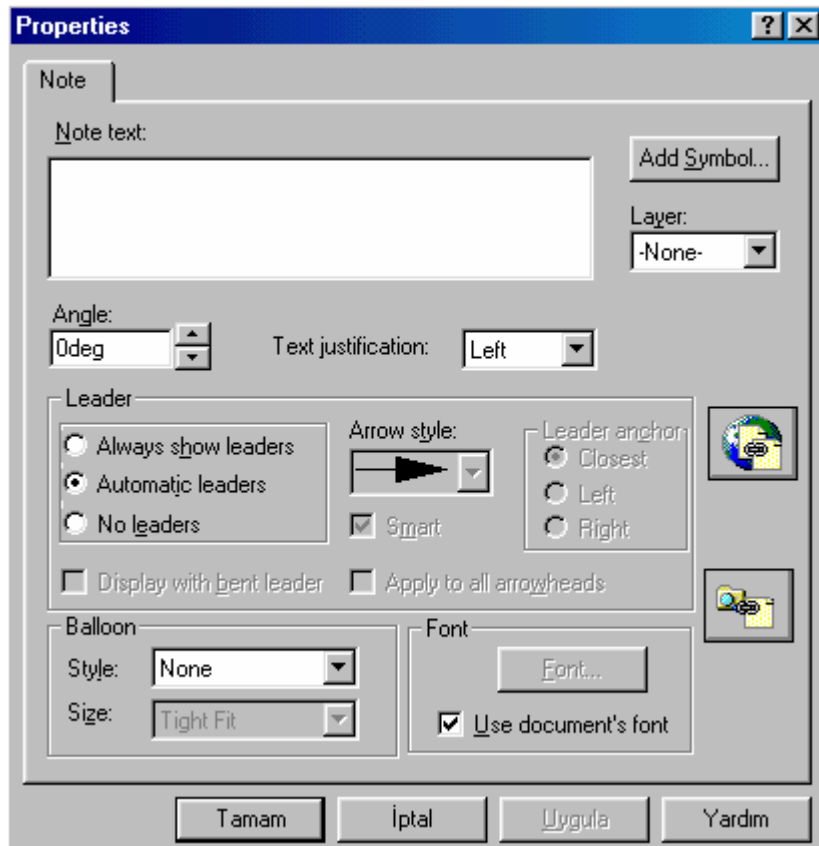 Properties
Note
Note text:
Add Symbol...
Layer:
-None-
Angle:
0deg
Text justification:
Left
Leader
Always show leaders
Automatic leaders
No leaders
Arrow style:
Smart
Leader anchor
Closest
Left
Right
Display with bent leader
Apply to all arrowheads
Balloon
Style:
None
Size:
Tight Fit
Font
Font...
Use document's font
Tamam
İptal
Uygula
Yardım